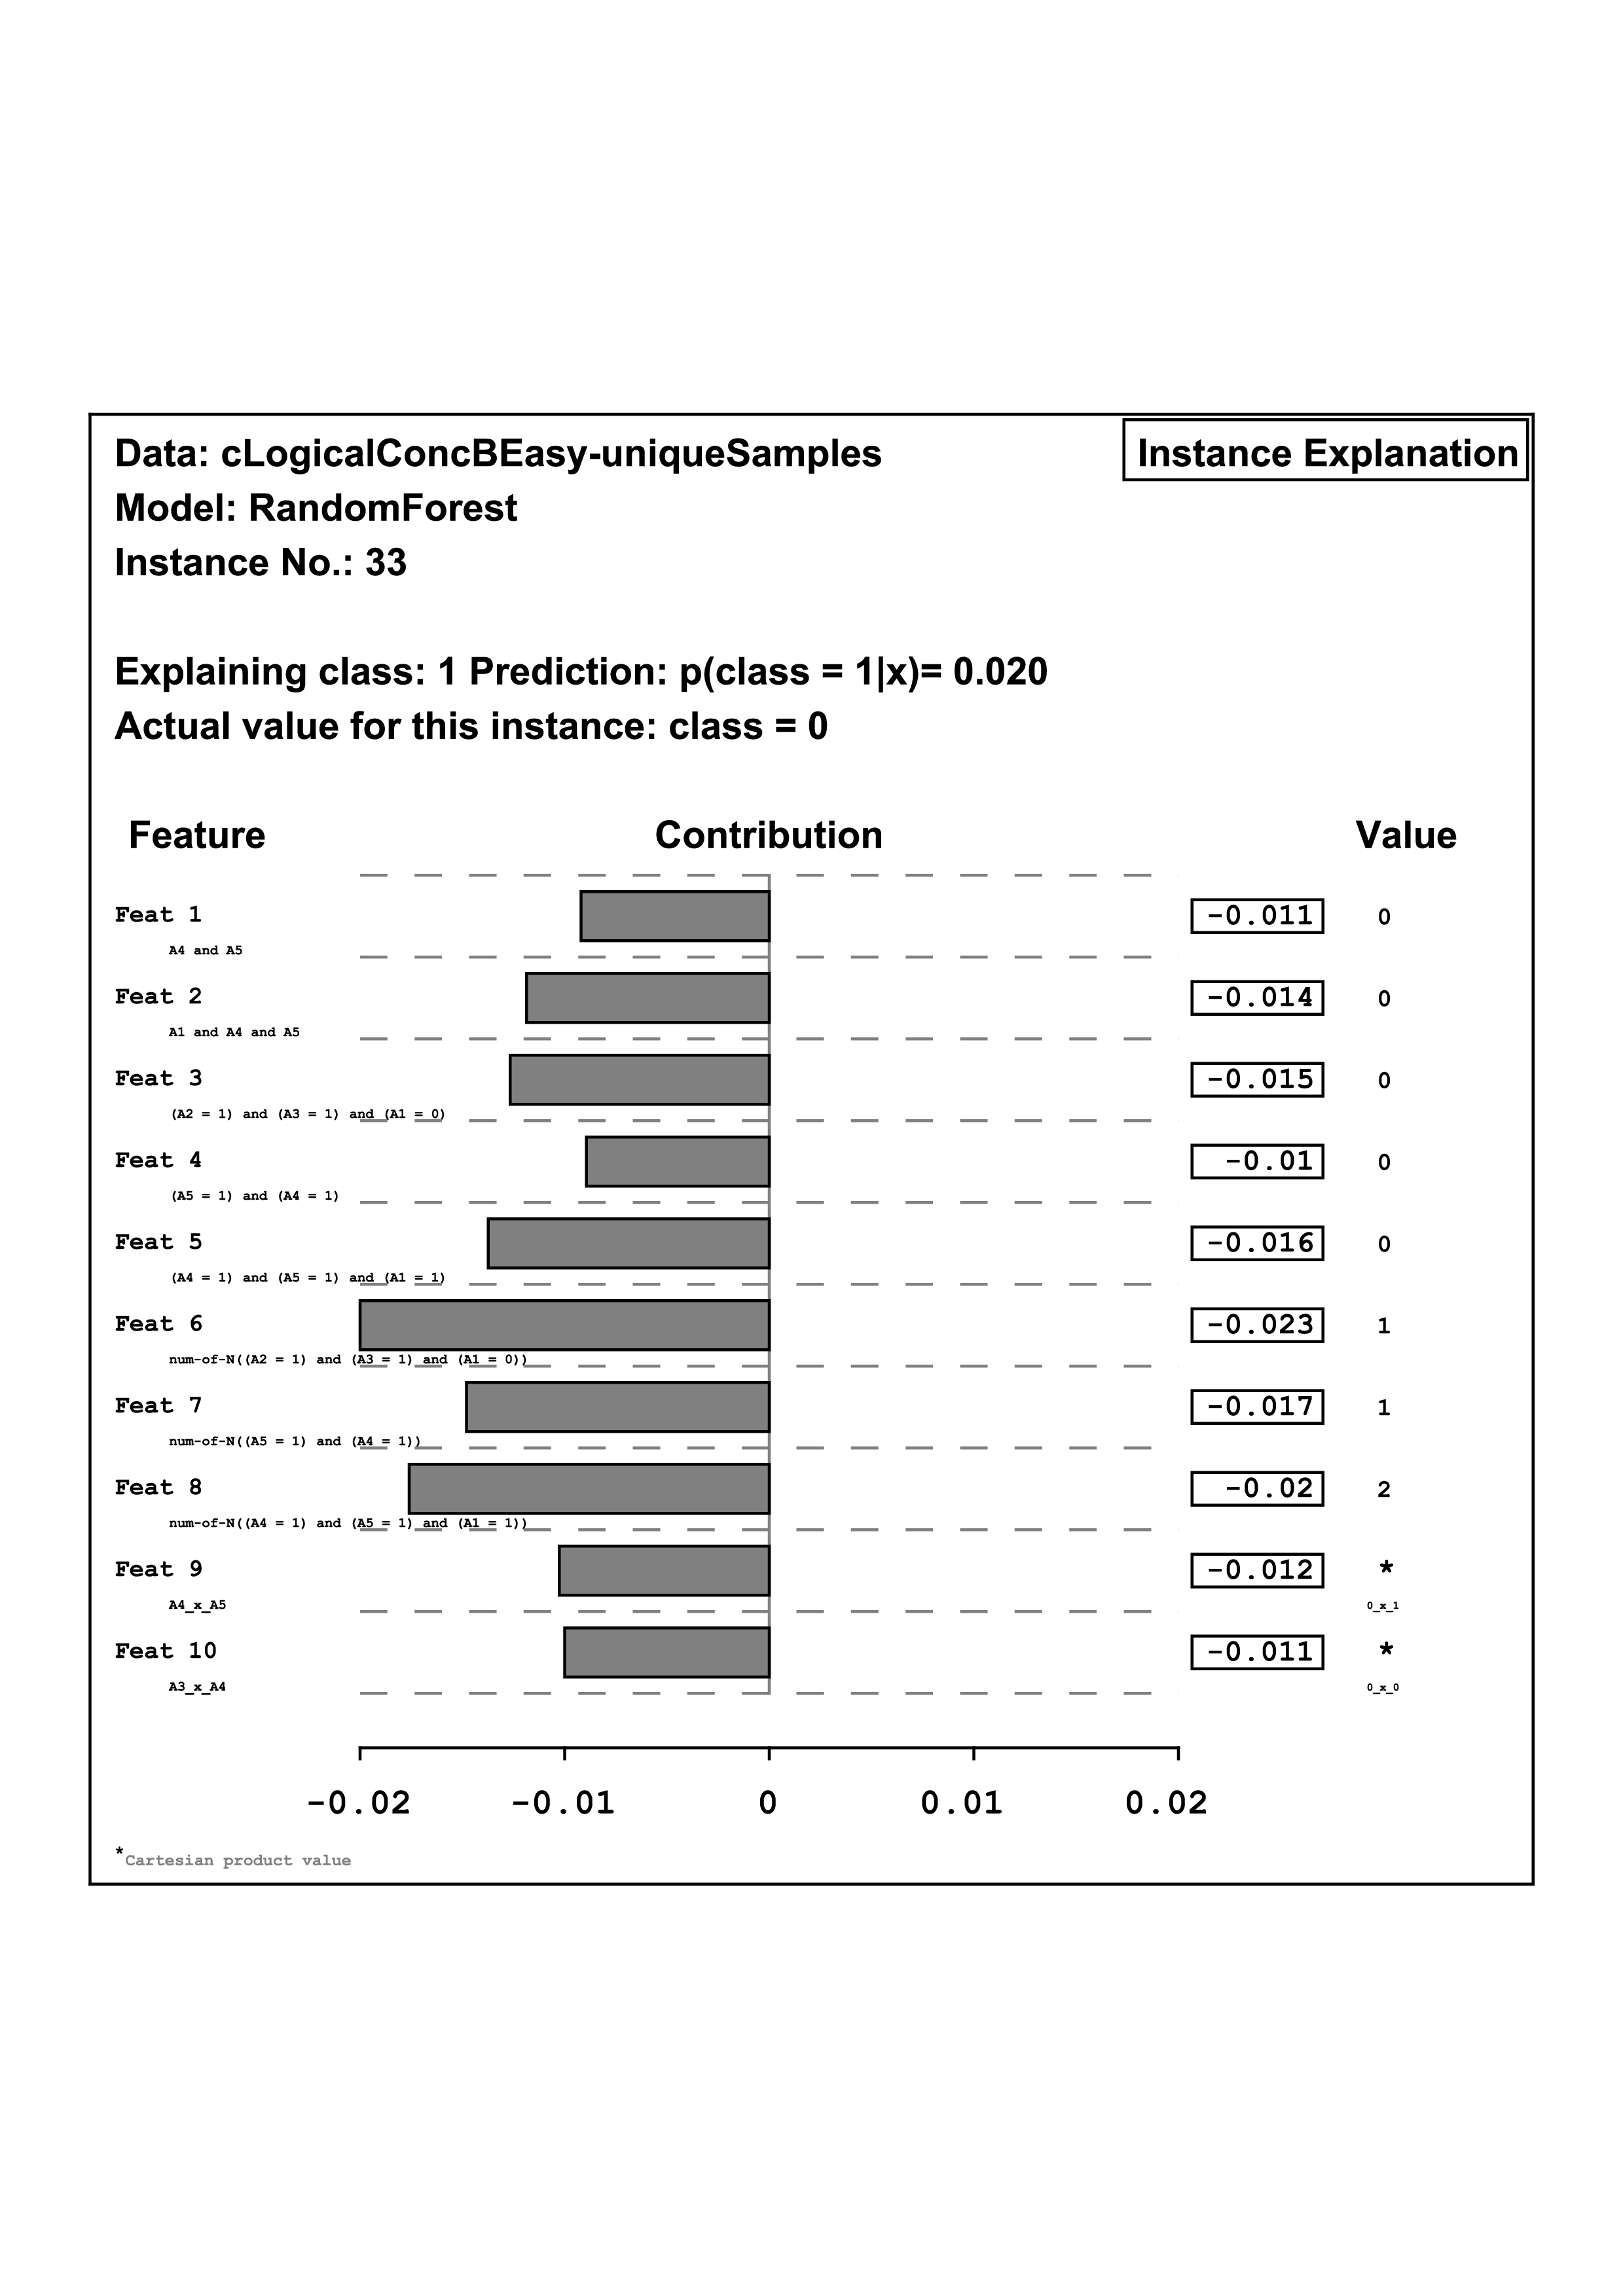 Data: cLogicalConcBEasy-uniqueSamples
Instance Explanation
Model: RandomForest
Instance No.: 33
Explaining class: 1 Prediction: p(class = 1|x)= 0.020
Actual value for this instance: class = 0
Feature Contribution Value
Feat 1 -0.011 0
A4 and A5
Feat 2 -0.014 0
A1 and A4 and A5
Feat 3 -0.015 0
(A2 = 1) and (A3 = 1) and (A1 = 0)
Feat 4 -0.01 0
(A5 = 1) and (A4 = 1)
Feat 5 -0.016 0
(A4 = 1) and (A5 = 1) and (A1 = 1)
Feat 6 -0.023 1
num-of-N((A2 = 1) and (A3 = 1) and (A1 = 0))
Feat 7 -0.017 1
num-of-N((A5 = 1) and (A4 = 1))
Feat 8 -0.02 2
num-of-N((A4 = 1) and (A5 = 1) and (A1 = 1))
Feat 9 -0.012 *
A4_x_A5 0_x_1
Feat 10 -0.011 *
A3_x_A4 0_x_0
-0.02 -0.01 0 0.01 0.02
*Cartesian product value